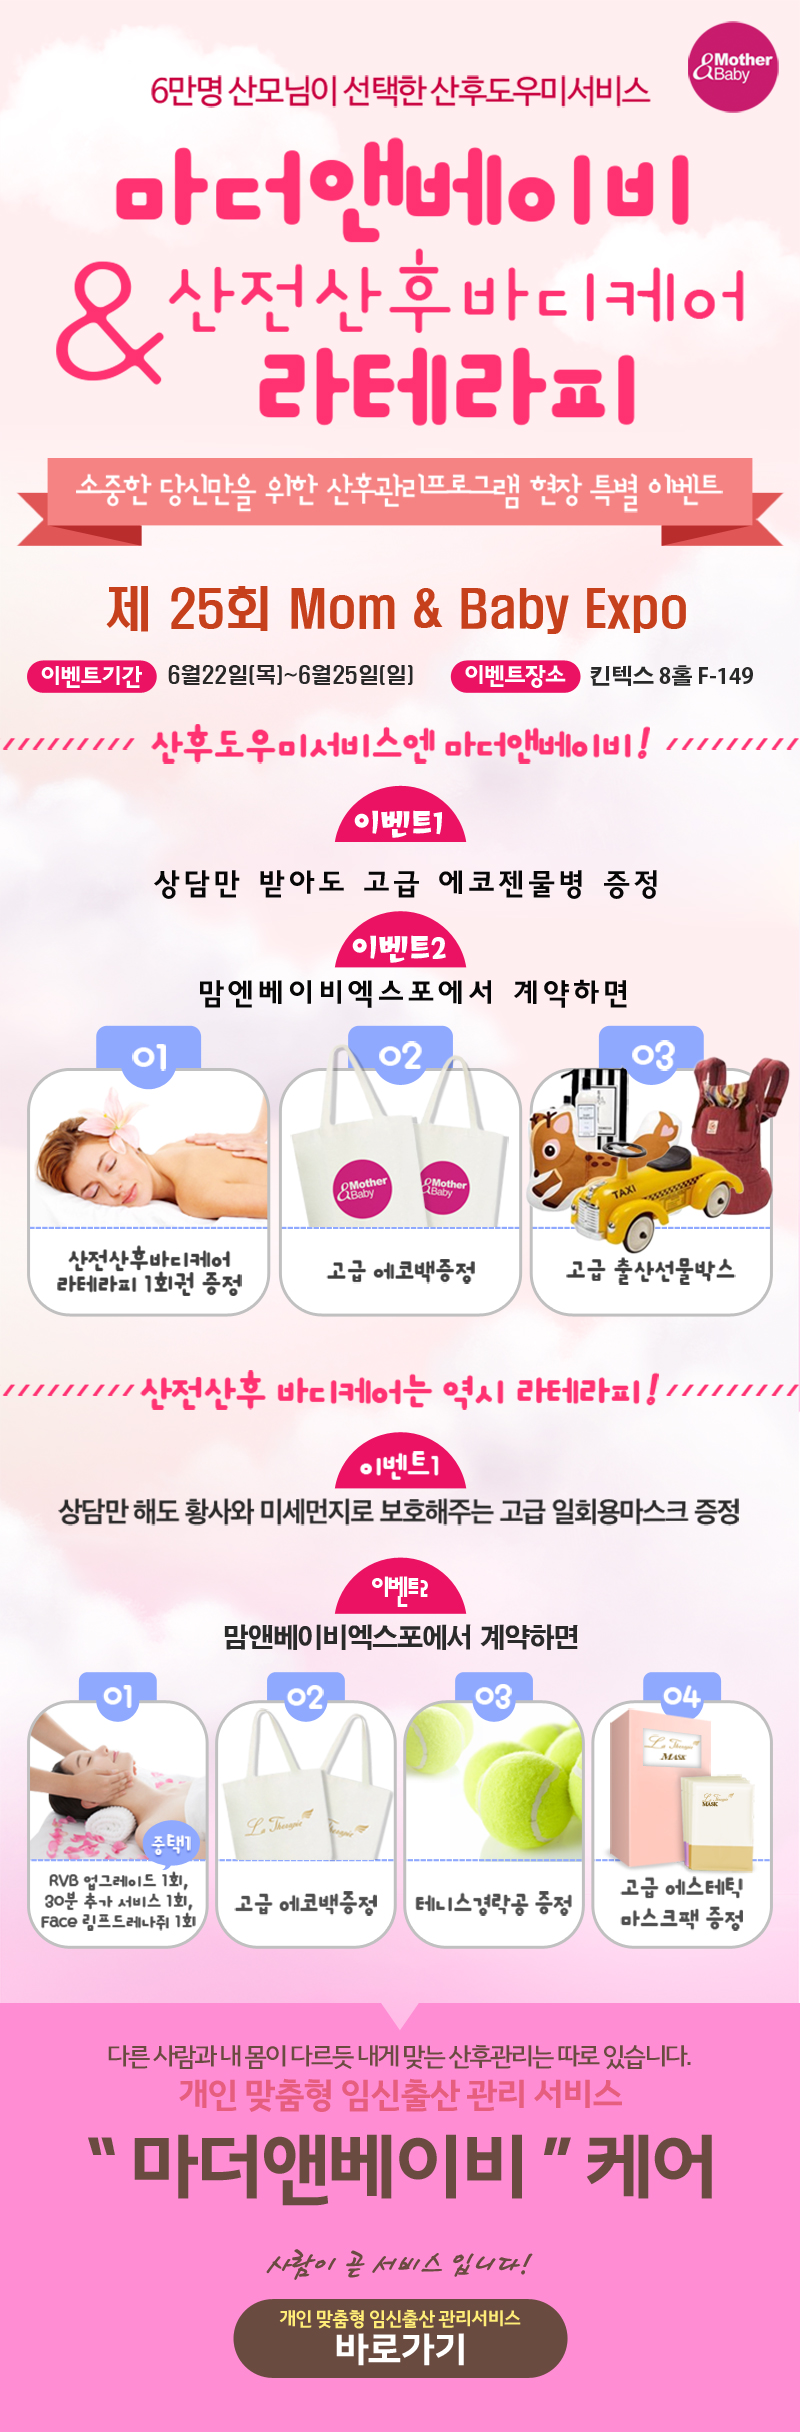 &Mother
Baby
6만명 산모님이 선택한 산후도우미서비스
마더앤베이비
& 산전산후바디케어
라테라피
소중한 당신만을 위한 산후관리프로그램 현장 특별 이벤트
제 25회 Mom & Baby Expo
이벤트기간 6월22일(목)~6월25일(일) 이벤트장소 킨텍스 8홀 F-149
산후도우미서비스엔 마더앤베이비!
이벤트1
상담만 받아도 고급 에코젠물병 증정
이벤트2
맘엔베이비엑스포에서 계약하면
01 02 03
&Mother
Baby
&Mother
Baby
TAXI
산전산후바디케어
라테라피 1회권 증정
고급 에코백증정
고급 출산선물박스
산전산후 바디케어는 역시 라테라피!
이벤트1
상담만 해도 황사와 미세먼지로 보호해주는 고급 일회용마스크 증정
이벤트2
맘앤베이비엑스포에서 계약하면
01 02 03 04
중택1
La Therapie
La Therapie
MASK
MASK
RVB 업그레이드 1회,
30분 추가 서비스 1회,
Face 림프드레나쥐 1회
고급 에코백증정
테니스경락공 증정
고급 에스테틱
마스크팩 증정
다른 사람과 내 몸이 다르듯 내게 맞는 산후관리는 따로 있습니다.
개인 맞춤형 임신출산 관리 서비스
“ 마더앤베이비 ” 케어
사람이 곧 서비스 입니다!
개인 맞춤형 임신출산 관리서비스
바로가기